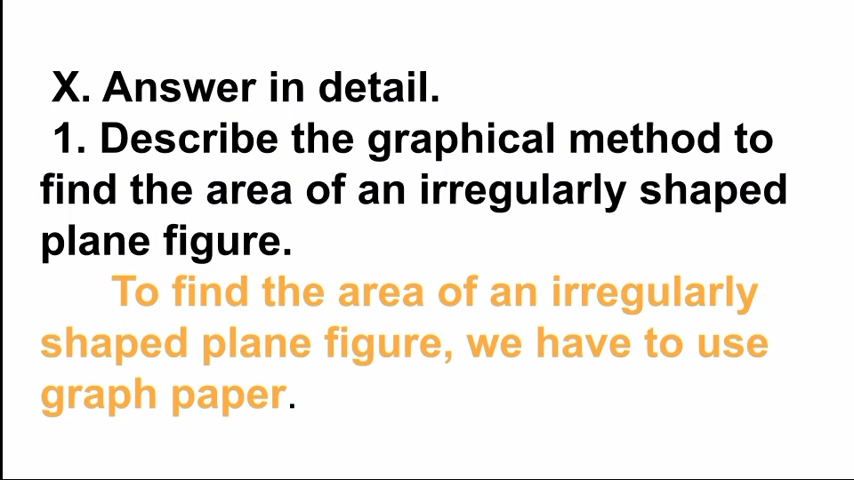 X. Answer in detail.
1. Describe the graphical method to
find the area of an irregularly shaped
plane figure.
To find the area of an irregularly
shaped plane figure, we have to use
graph paper.